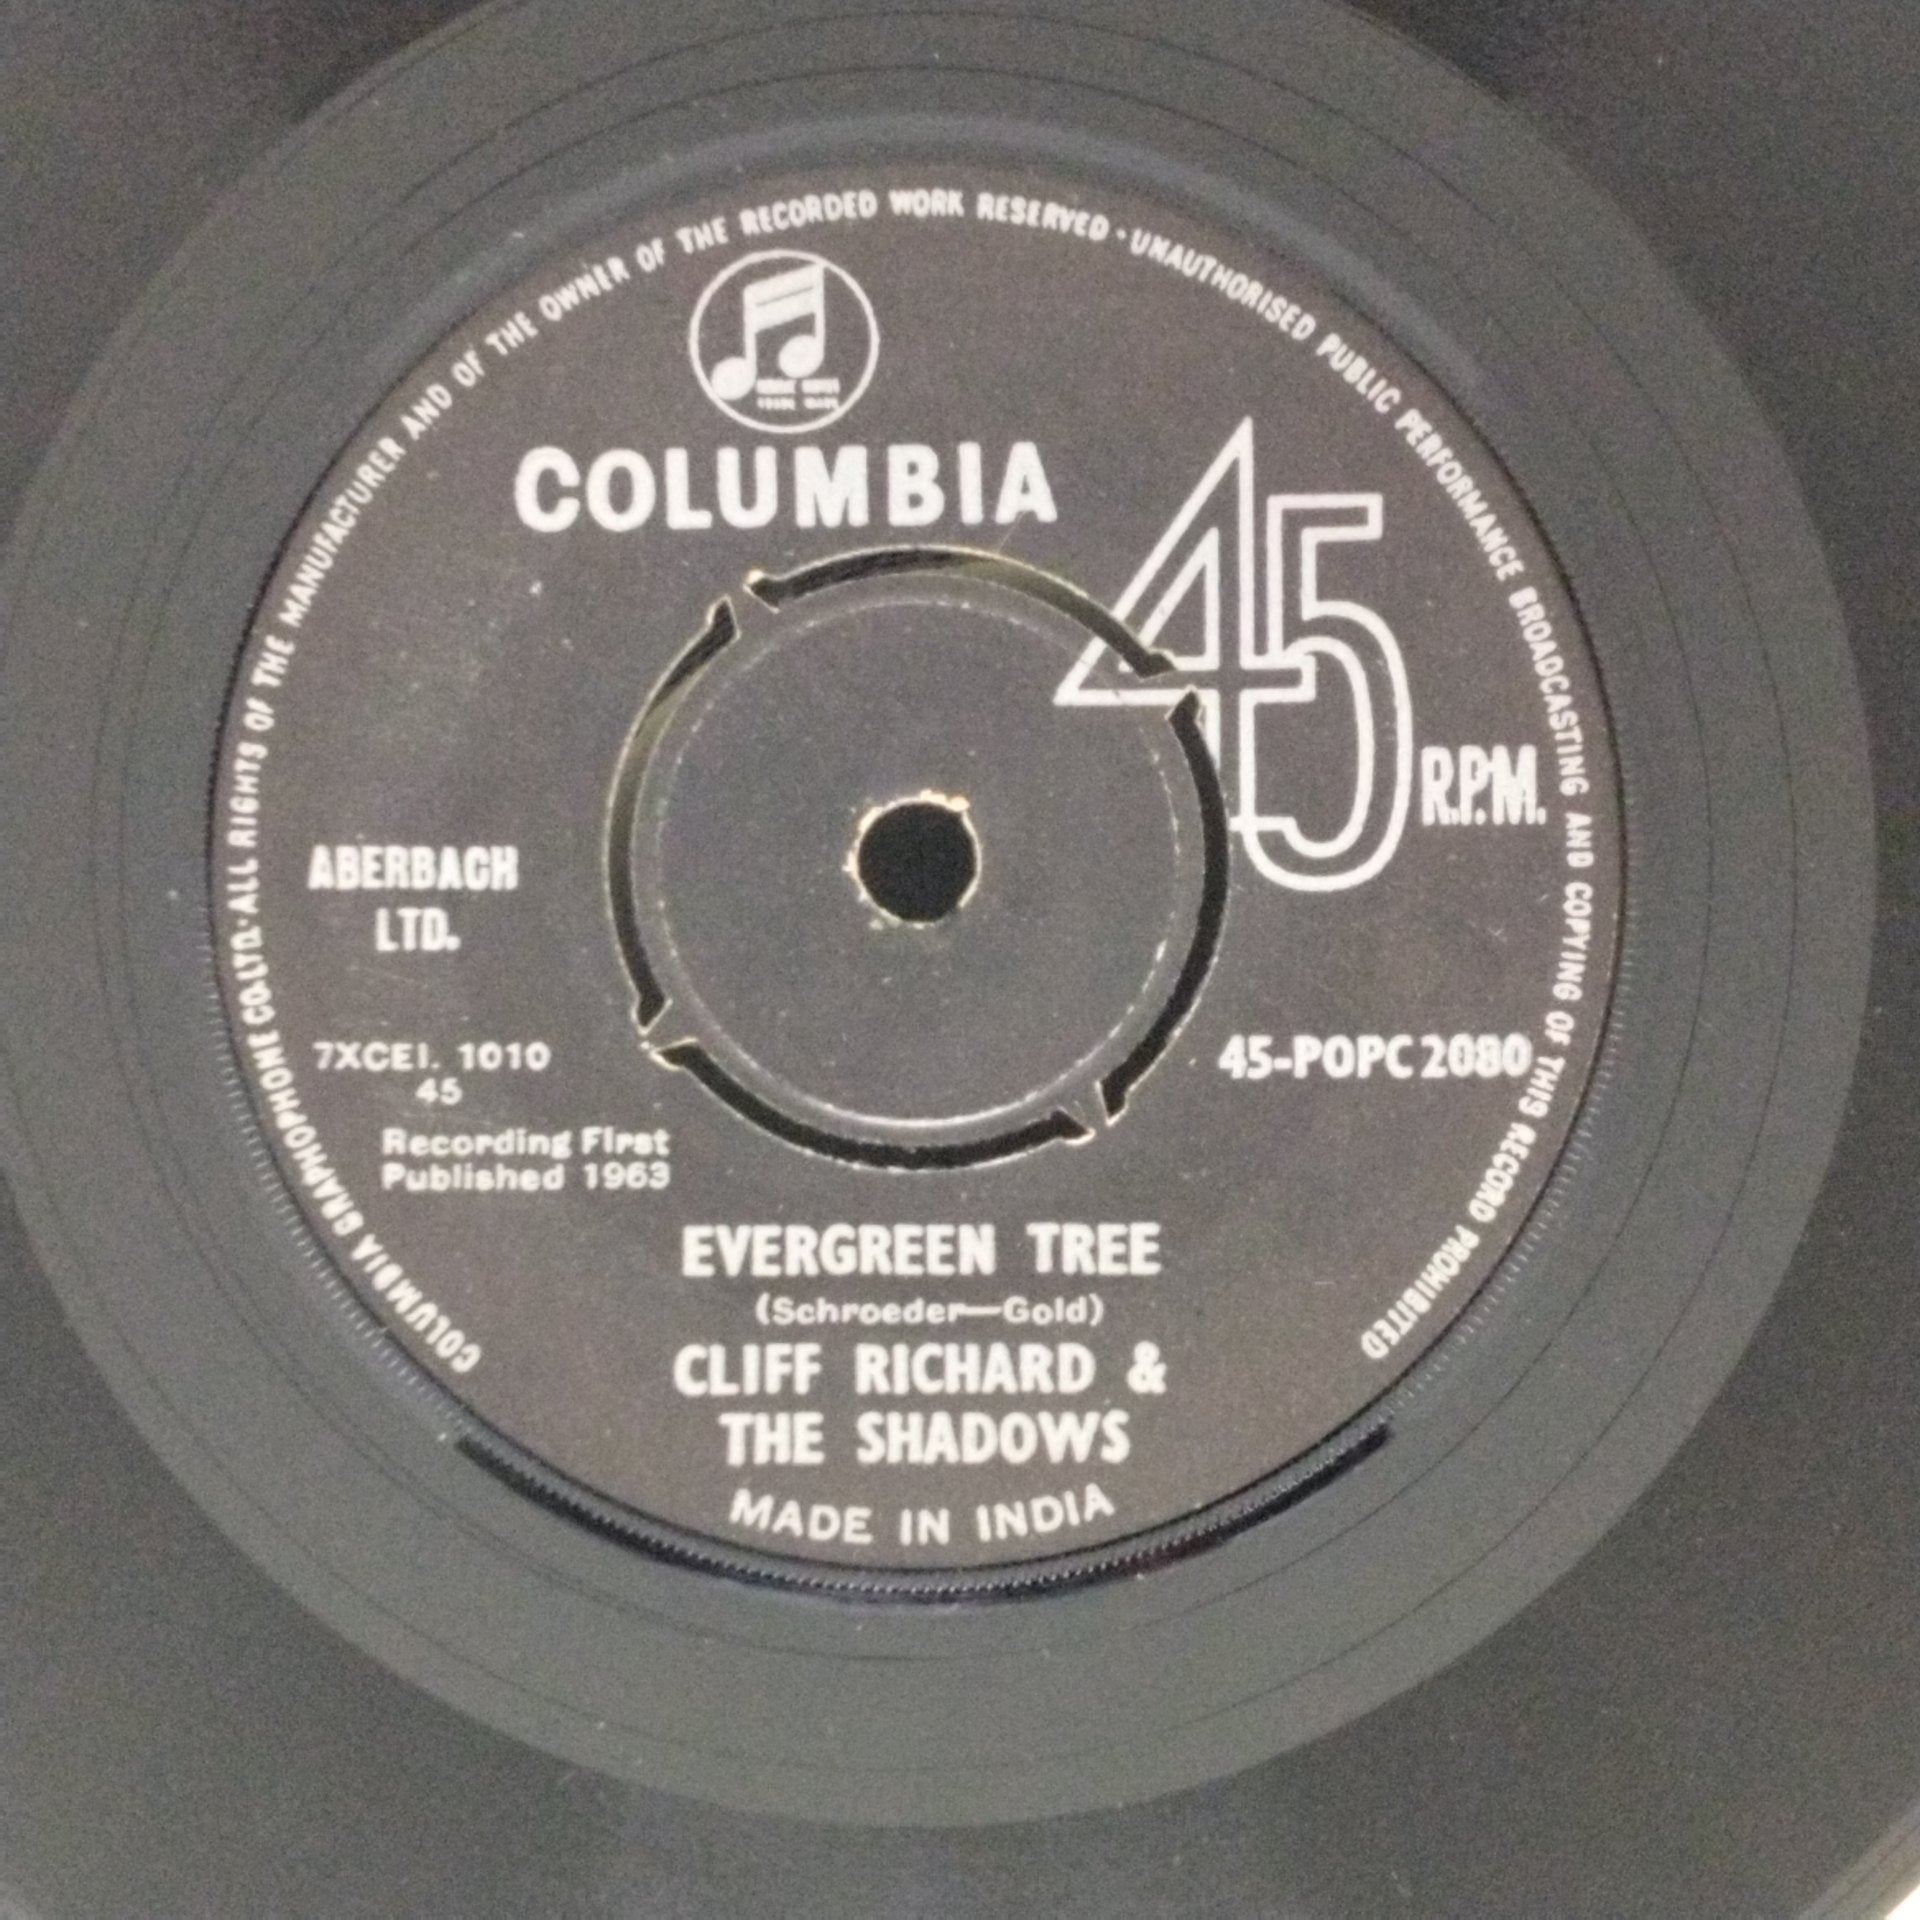 COLUMBIA GRAPHOPHONE CO.LTD.·ALL RIGHTS OF THE MANUFACTURER AND OF THE OWNER OF THE RECORDED WORK RESERVED·UNAUTHORISED PUBLIC PERFORMANCE BROADCASTING AND COPYING OF THIS RECORD PROHIBITED
COLUMBIA
45
R.P.M.
ABERBACH
LTD.
7XCEI. 1010
45
45-POPC 2080
Recording First
Published 1963
EVERGREEN TREE
(Schroeder—Gold)
CLIFF RICHARD &
THE SHADOWS
MADE IN INDIA